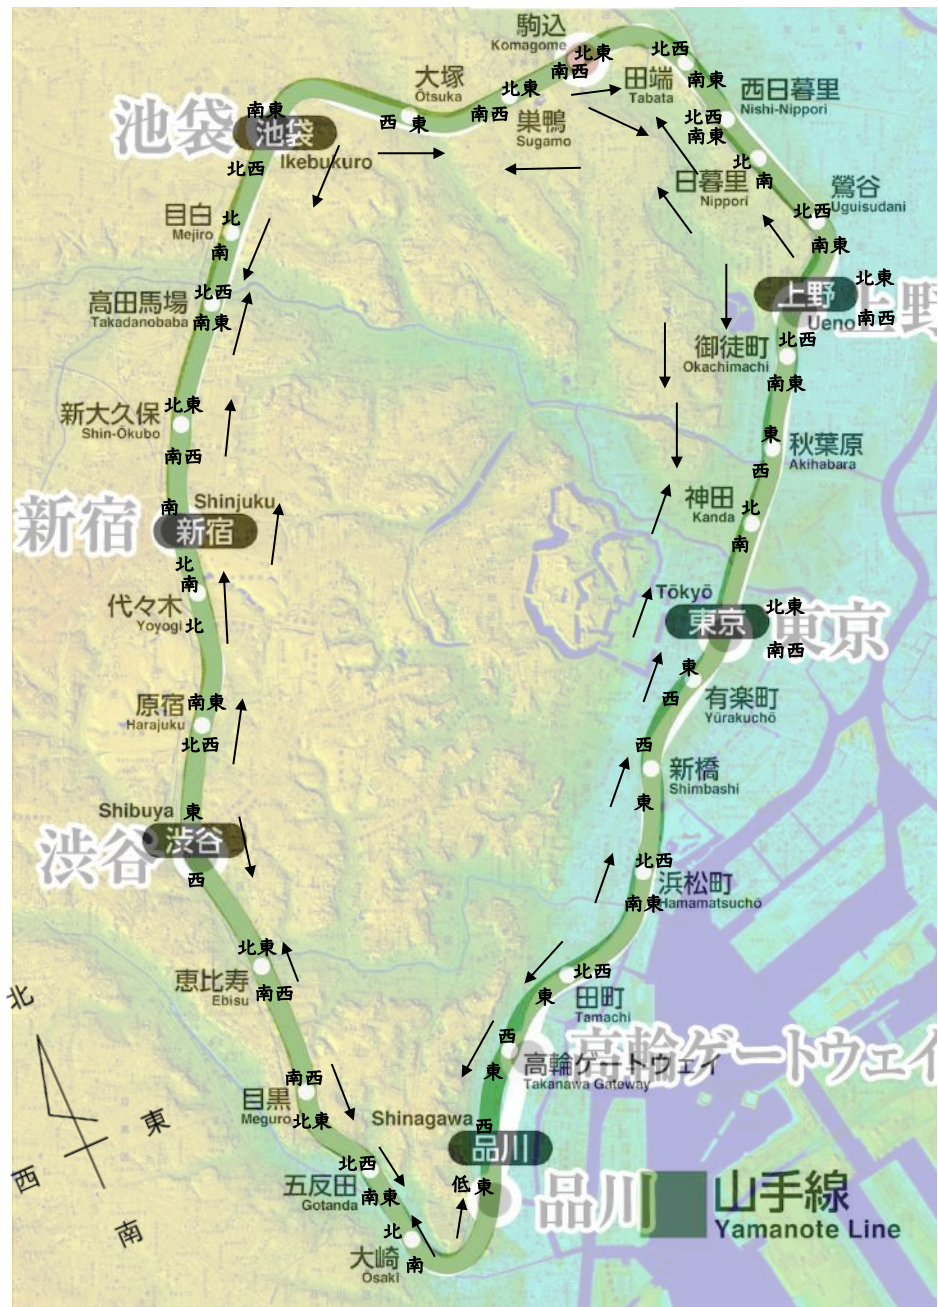 駒込
Komagome
北東
南西
北西
田端
Tabata
南東
大塚
Ōtsuka
西 東
北東
南西
巣鴨
Sugamo
西日暮里
Nishi-Nippori
北西
南東
池袋
南東
池袋
Ikebukuro
北西
日暮里
Nippori
北
南
鶯谷
Uguisudani
北西
南東
目白
Mejiro
北
南
上野
上野
Ueno
北東
南西
高田馬場
Takadanobaba
北西
南東
御徒町
Okachimachi
北西
南東
新大久保
Shin-Ōkubo
北東
南西
秋葉原
Akihabara
東
西
新宿
南
Shinjuku
新宿
北
神田
Kanda
北
南
代々木
Yoyogi
南
北
Tōkyō
東京
東京
北東
南西
原宿
Harajuku
南東
北西
有楽町
Yūrakuchō
東
西
新橋
Shimbashi
西
東
Shibuya
渋谷
渋谷
東
西
浜松町
Hamamatsuchō
北西
南東
恵比寿
Ebisu
北東
南西
田町
Tamachi
北西
東
高輪ゲートウェイ
高輪ゲートウェイ
Takanawa Gateway
西
東
目黒
Meguro
南西
北東
Shinagawa
品川
品川
西
低 東
五反田
Gotanda
北西
南東
大崎
Ōsaki
北
南
北
東
西
南
山手線
Yamanote Line